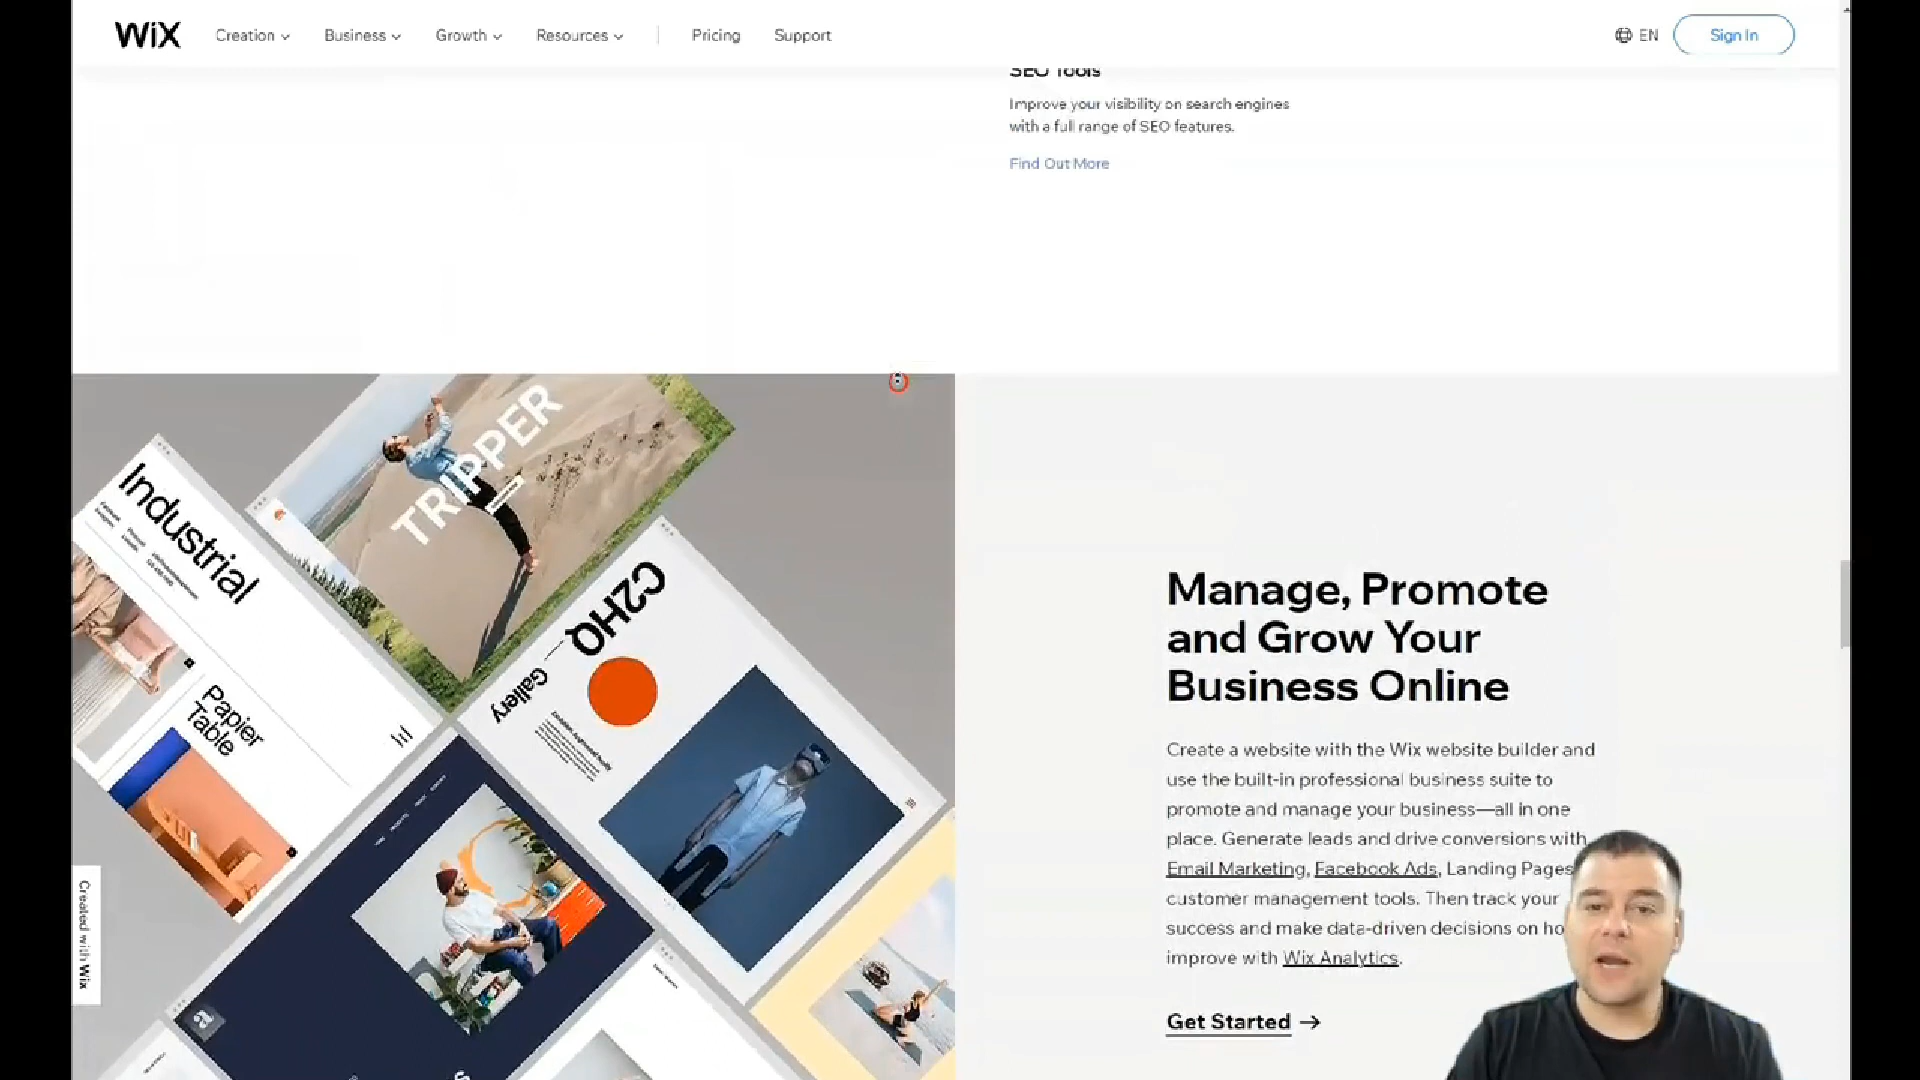 WiX
Creation
Business
Growth
Resources
Pricing
Support
EN
Sign In
SEO Tools
Improve your visibility on search engines
with a full range of SEO features.
Find Out More
TRIPPER
Industrial
Papier
Table
C2HQ
Gallery
Created with Wix
Manage, Promote
and Grow Your
Business Online
Create a website with the Wix website builder and
use the built-in professional business suite to
promote and manage your business—all in one
place. Generate leads and drive conversions with
Email Marketing, Facebook Ads, Landing Pages
customer management tools. Then track your
success and make data-driven decisions on ho
improve with Wix Analytics.
Get Started →